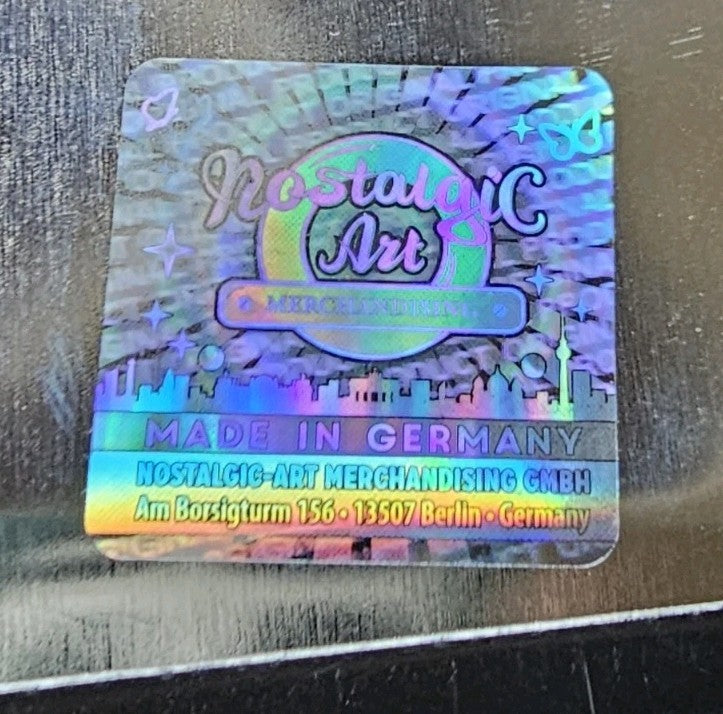 Nostalgic
Art
MERCHANDISING
MADE IN GERMANY
NOSTALGIC-ART MERCHANDISING GMBH
Am Borsigturm 156 • 13507 Berlin • Germany